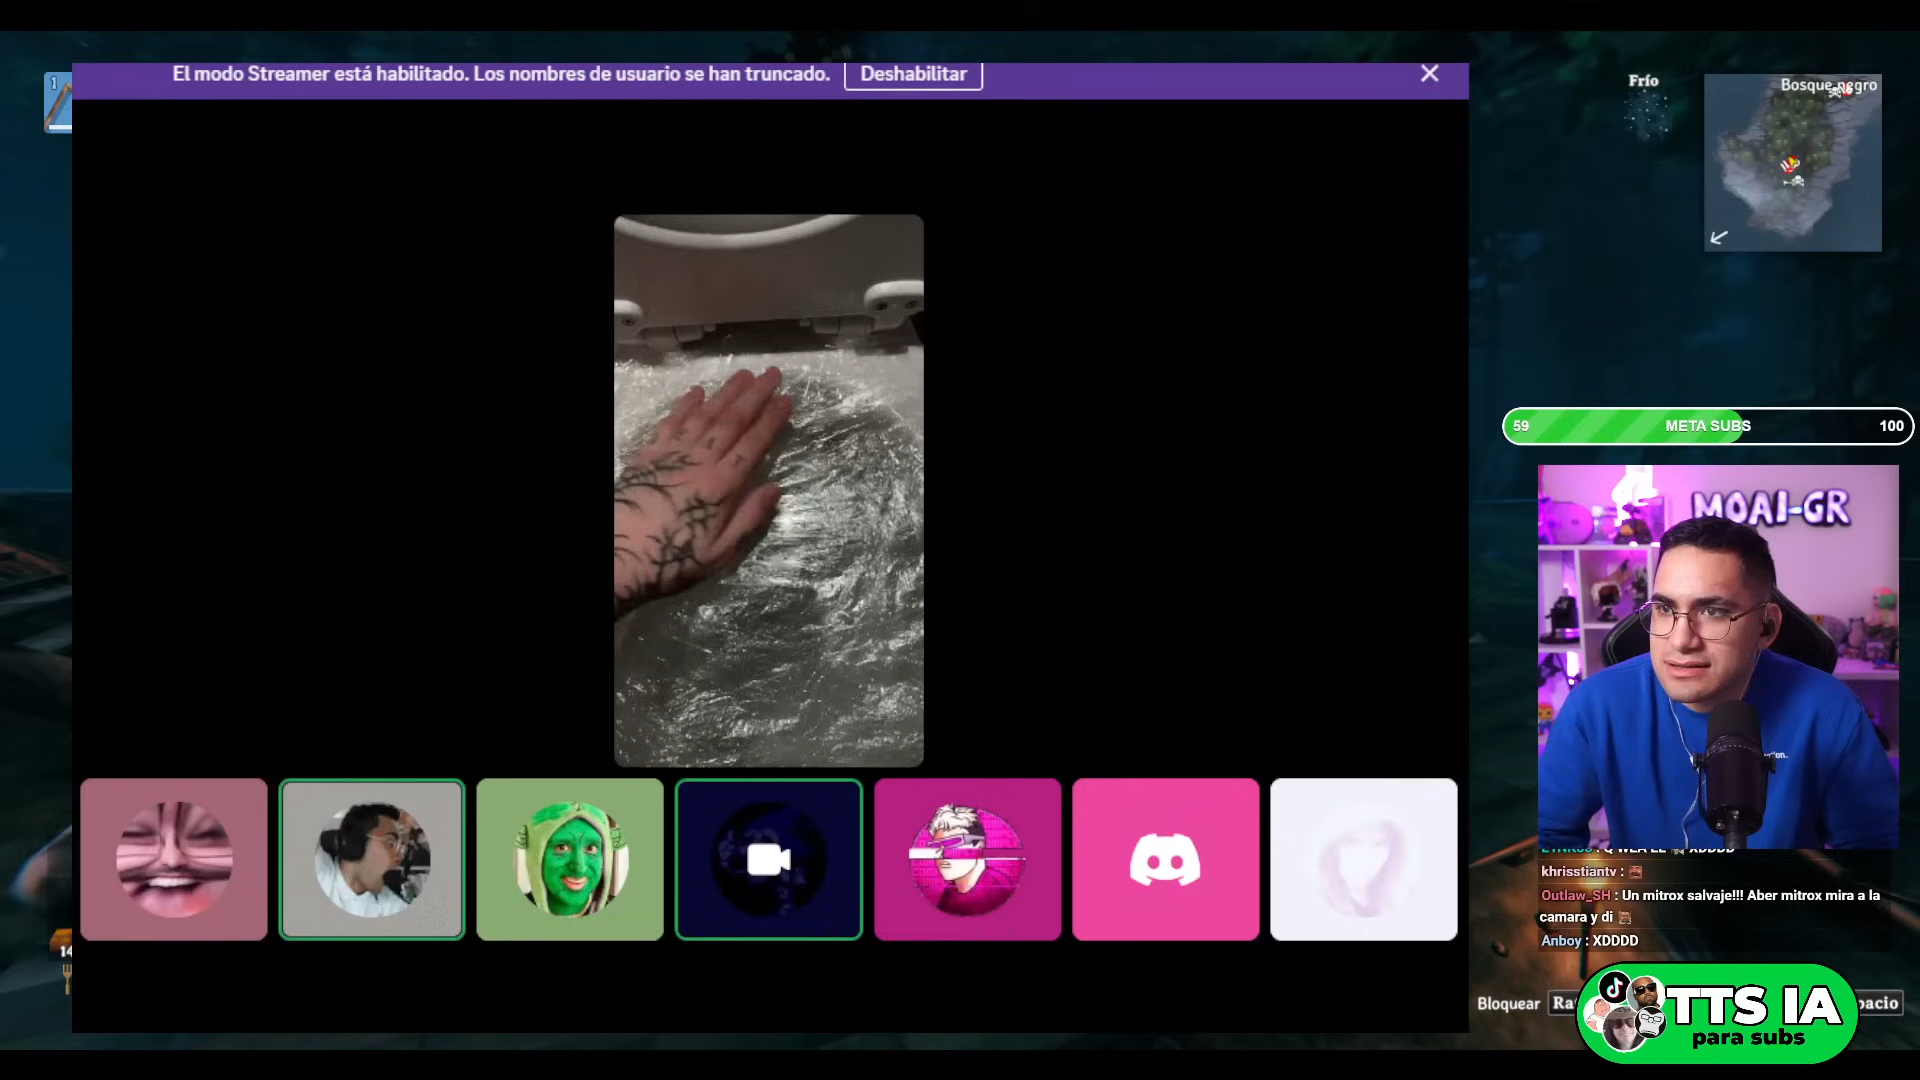 El modo Streamer está habilitado. Los nombres de usuario se han truncado.
Deshabilitar
1
Frío
Bosque negro
59
META SUBS
100
MOAI-GR
khrisstiantv :
Outlaw_SH : Un mitrox salvaje!!! Aber mitrox mira a la
camara y di
Anboy : XDDDD
14
Bloquear
TTS IA
para subs